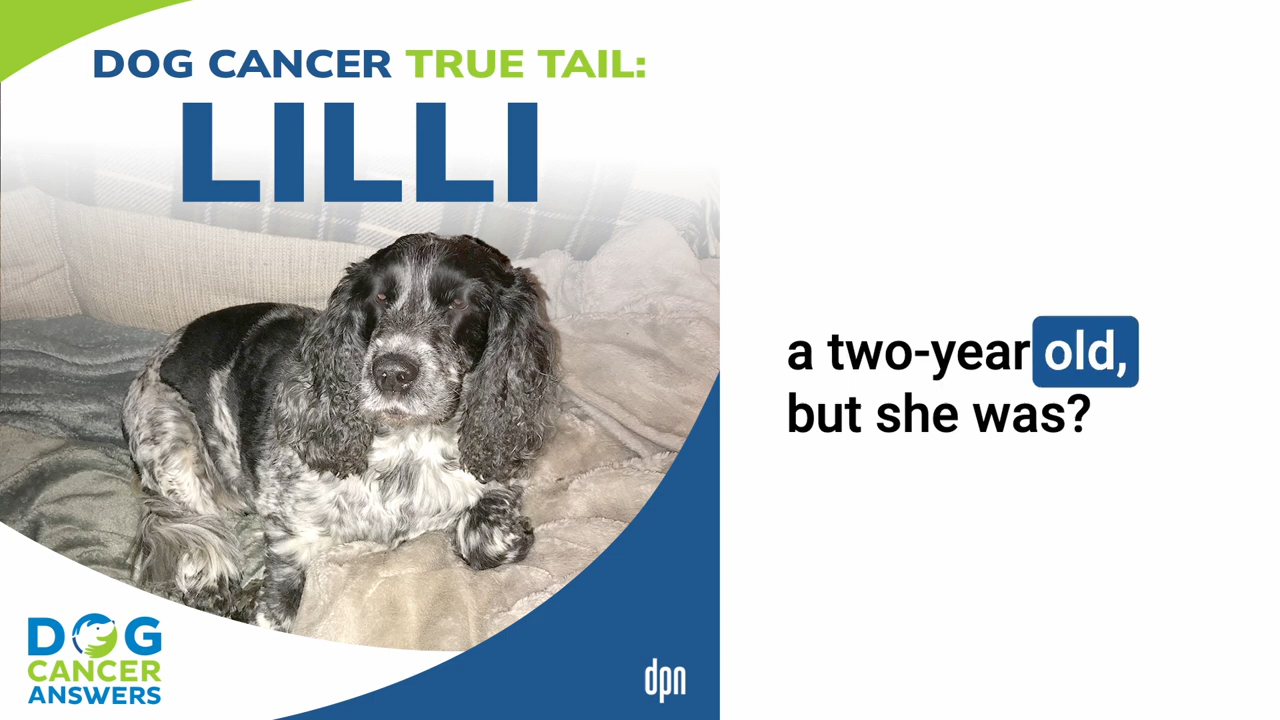 DOG CANCER TRUE TAIL:
LILLI
a two-year old,
but she was?
DOG
CANCER
ANSWERS
dpn